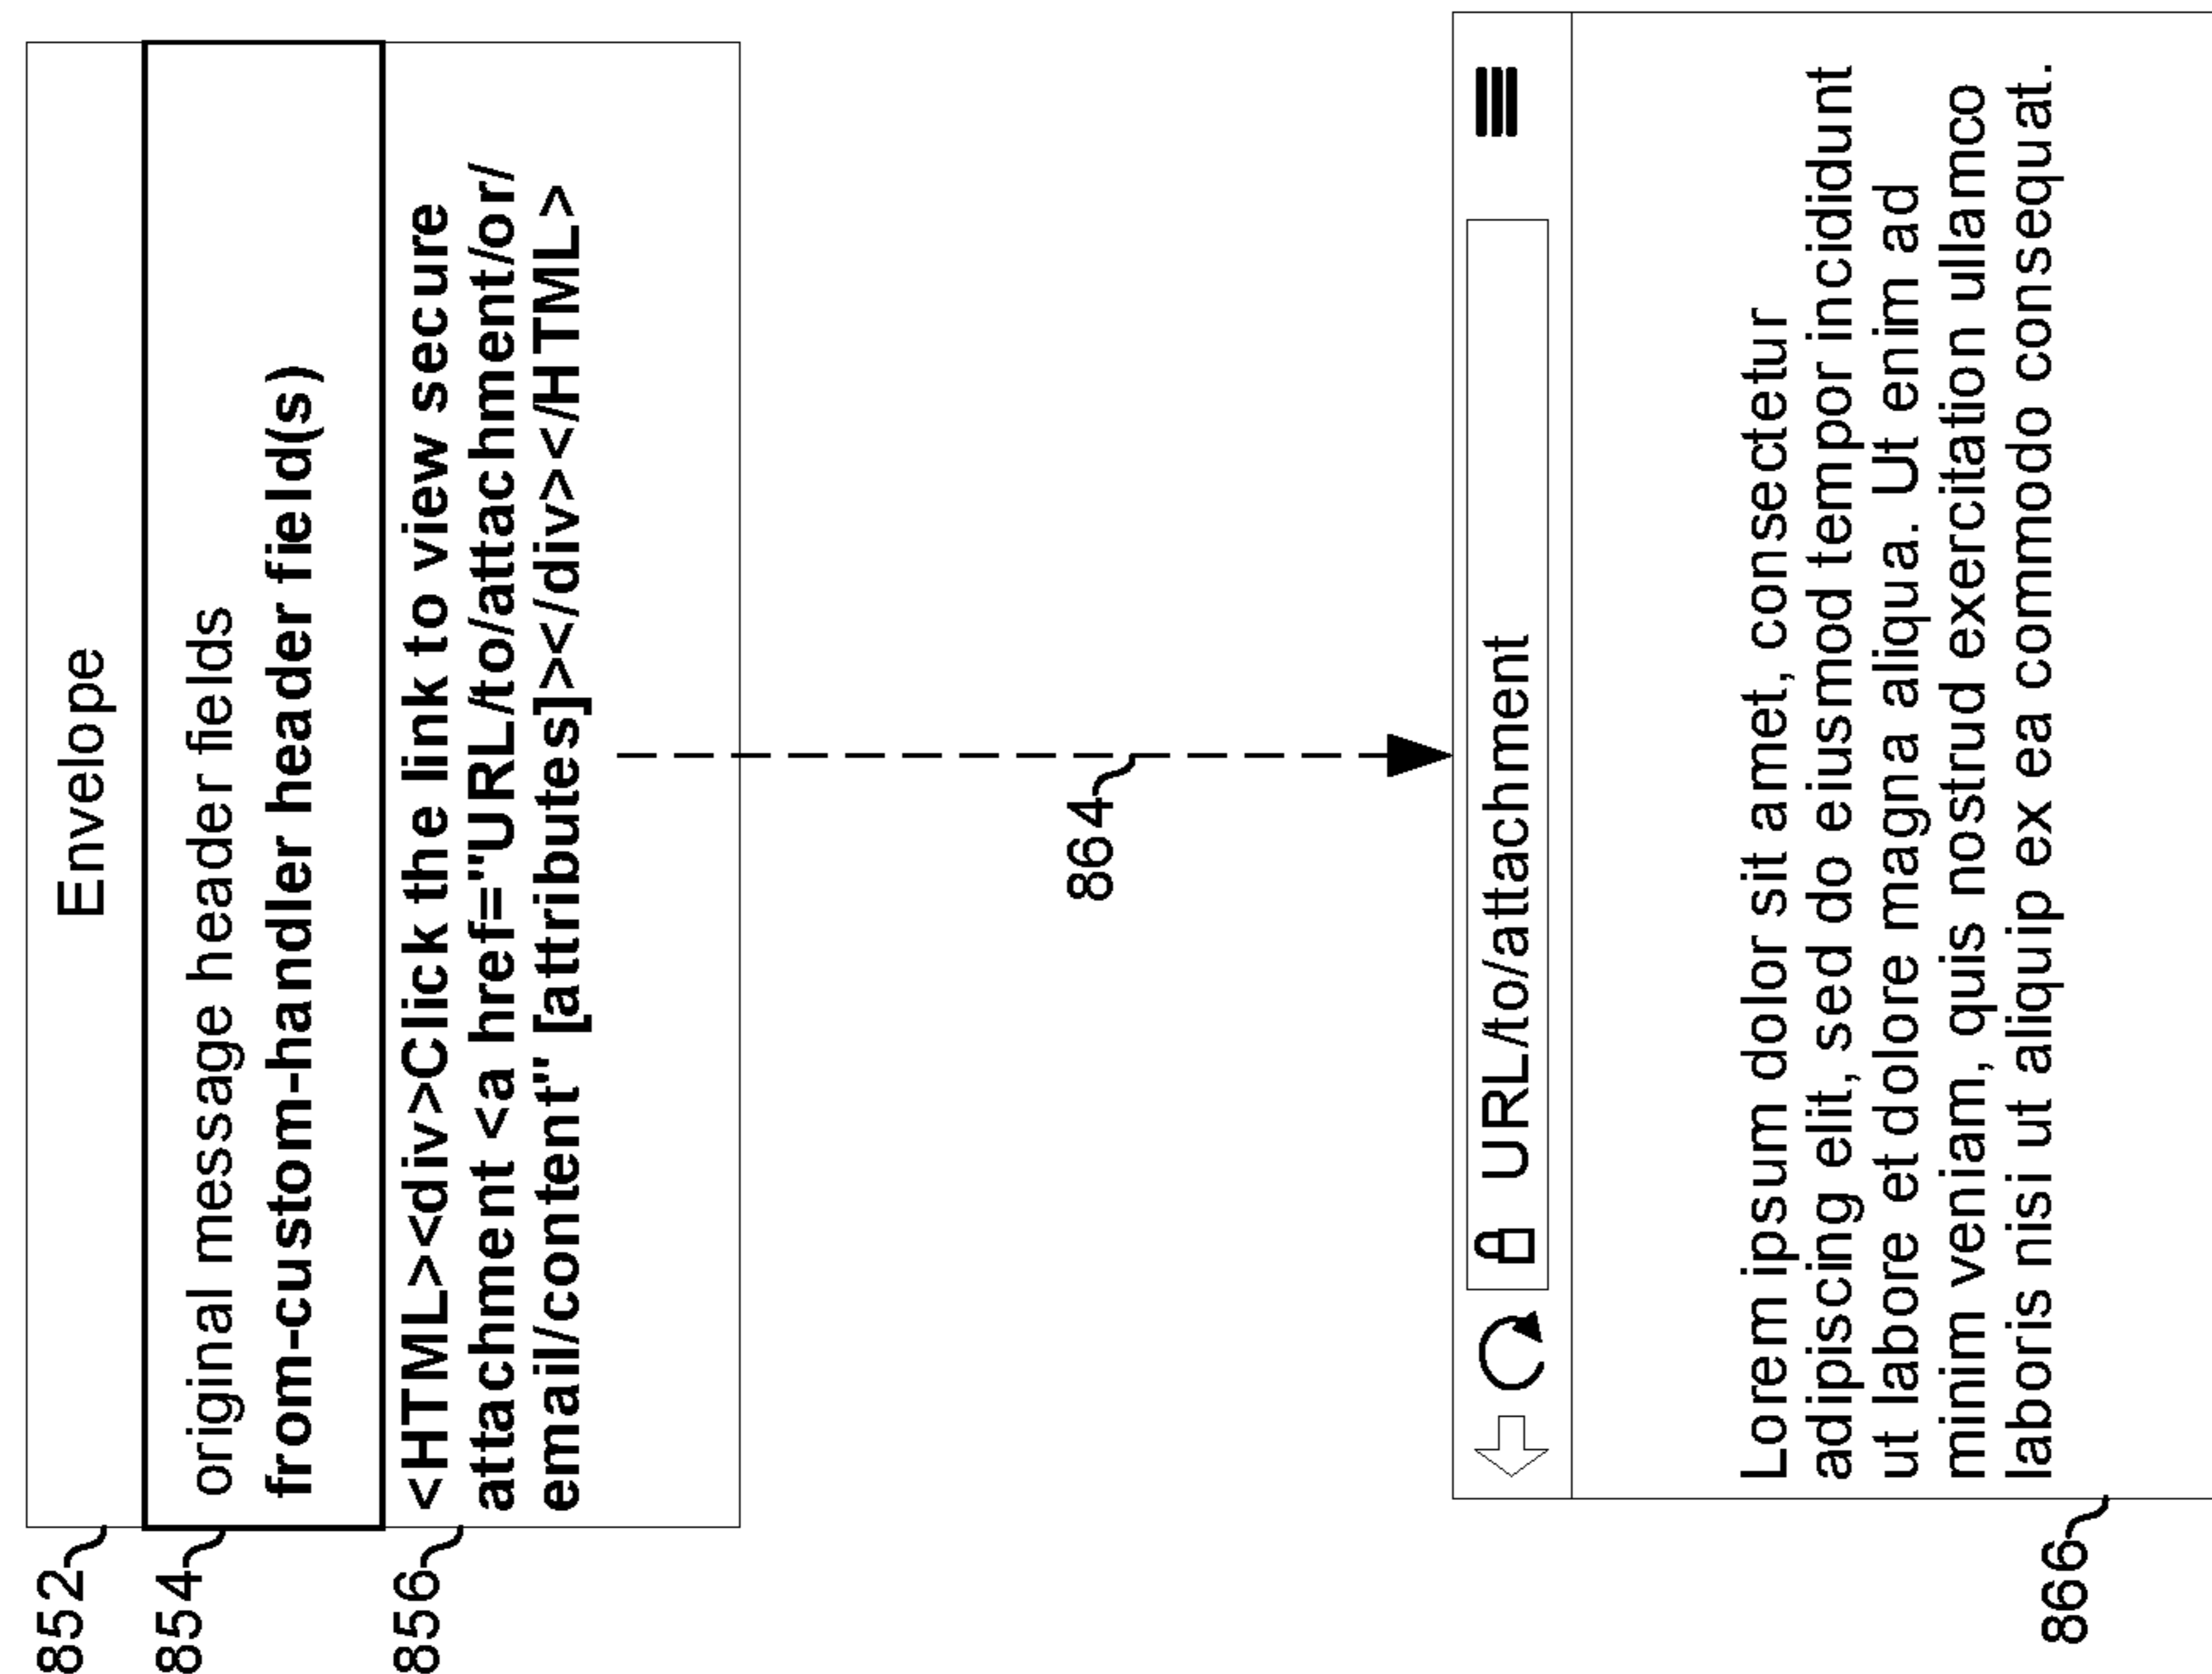 852
Envelope
854
original message header fields
from-custom-handler header field(s)
856
<HTML><div>Click the link to view secure
attachment <a href="URL/to/attachment/or/
email/content" [attributes]></div></HTML>
864
URL/to/attachment
Lorem ipsum dolor sit amet, consectetur
adipiscing elit, sed do eiusmod tempor incididunt
ut labore et dolore magna aliqua. Ut enim ad
minim veniam, quis nostrud exercitation ullamco
laboris nisi ut aliquip ex ea commodo consequat.
866